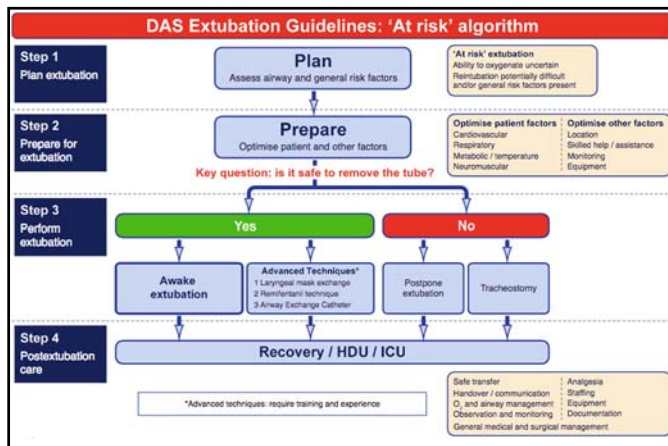 DAS Extubation Guidelines: 'At risk' algorithm
Step 1
Plan extubation
Plan
Assess airway and general risk factors
'At risk' extubation
Ability to oxygenate uncertain
Reintubation potentially difficult
and/or general risk factors present
Step 2
Prepare for
extubation
Prepare
Optimise patient and other factors
Optimise patient factors
Cardiovascular
Respiratory
Metabolic / temperature
Neuromuscular
Optimise other factors
Location
Skilled help / assistance
Monitoring
Equipment
Key question: is it safe to remove the tube?
Step 3
Perform
extubation
Yes
No
Awake
extubation
Advanced Techniques*
1 Laryngeal mask exchange
2 Remifentanil technique
3 Airway Exchange Catheter
Postpone
extubation
Tracheostomy
Step 4
Postextubation
care
Recovery / HDU / ICU
*Advanced techniques: require training and experience
Safe transfer
Handover / communication
O₂ and airway management
Observation and monitoring
General medical and surgical management
Analgesia
Staffing
Equipment
Documentation